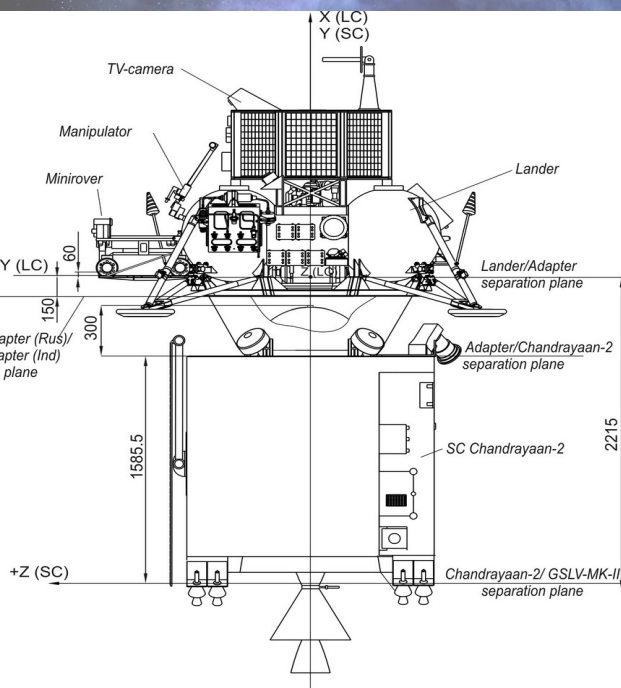 X (LC)
Y (SC)
TV-camera
Manipulator
Minirover
Lander
60
Y (LC)
Z (LC)
Lander/Adapter
separation plane
150
300
apter (Rus)/
apter (Ind)
plane
Adapter/Chandrayaan-2
separation plane
1585.5
2215
SC Chandrayaan-2
+Z (SC)
Chandrayaan-2/ GSLV-MK-II
separation plane